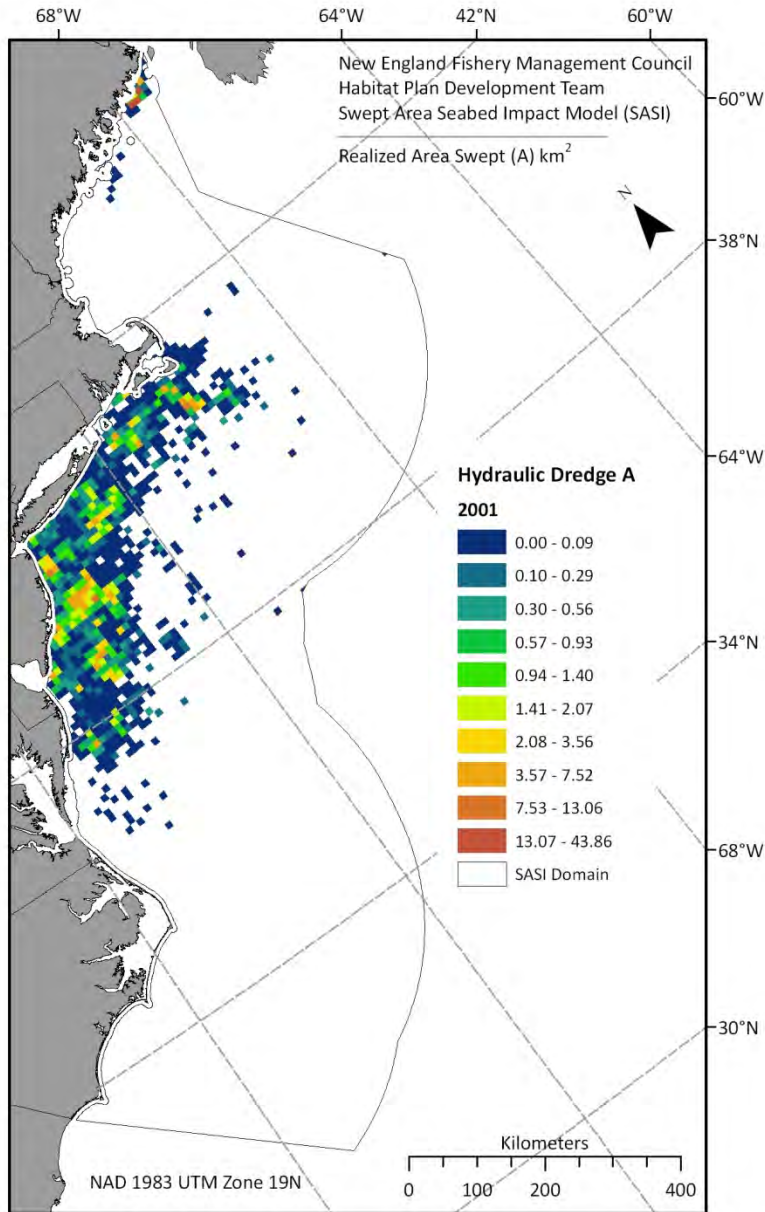 68°W
64°W
42°N
60°W
New England Fishery Management Council
Habitat Plan Development Team
Swept Area Seabed Impact Model (SASI)
Realized Area Swept (A) km²
60°W
N
38°N
64°W
Hydraulic Dredge A
2001
0.00 - 0.09
0.10 - 0.29
0.30 - 0.56
34°N
0.57 - 0.93
0.94 - 1.40
1.41 - 2.07
2.08 - 3.56
3.57 - 7.52
7.53 - 13.06
13.07 - 43.86
68°W
SASI Domain
30°N
Kilometers
0 100 200 400
NAD 1983 UTM Zone 19N